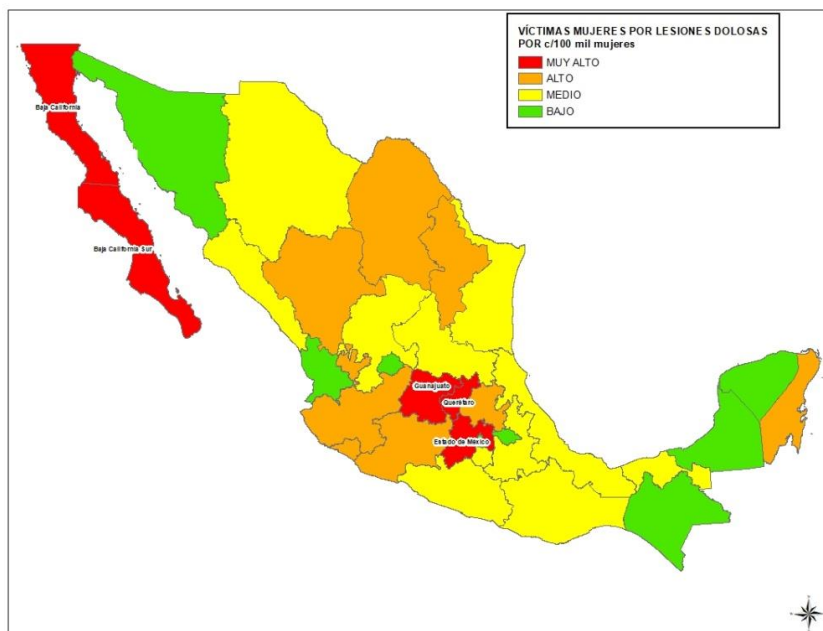 VÍCTIMAS MUJERES POR LESIONES DOLOSAS
POR c/100 mil mujeres
MUY ALTO
ALTO
MEDIO
BAJO
Baja California
Baja California Sur
Guanajuato
Querétaro
Estado de México